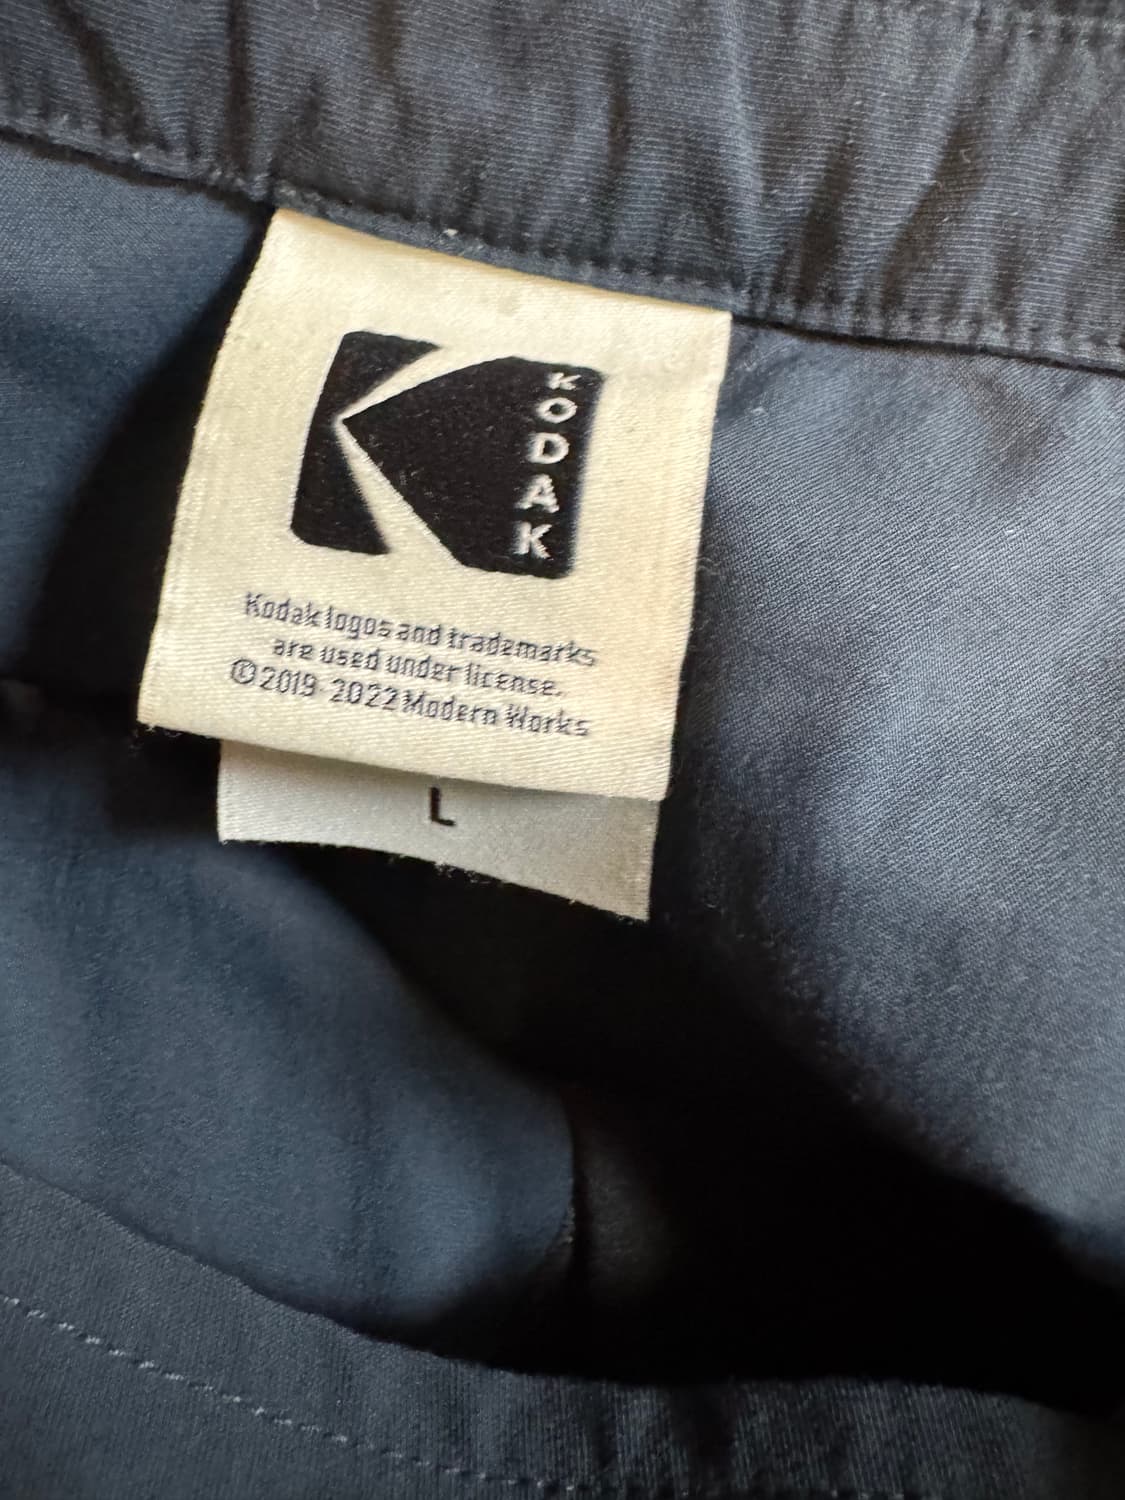 KODAK
Kodak logos and trademarks
are used under license.
©2019-2022 Modern Works
L